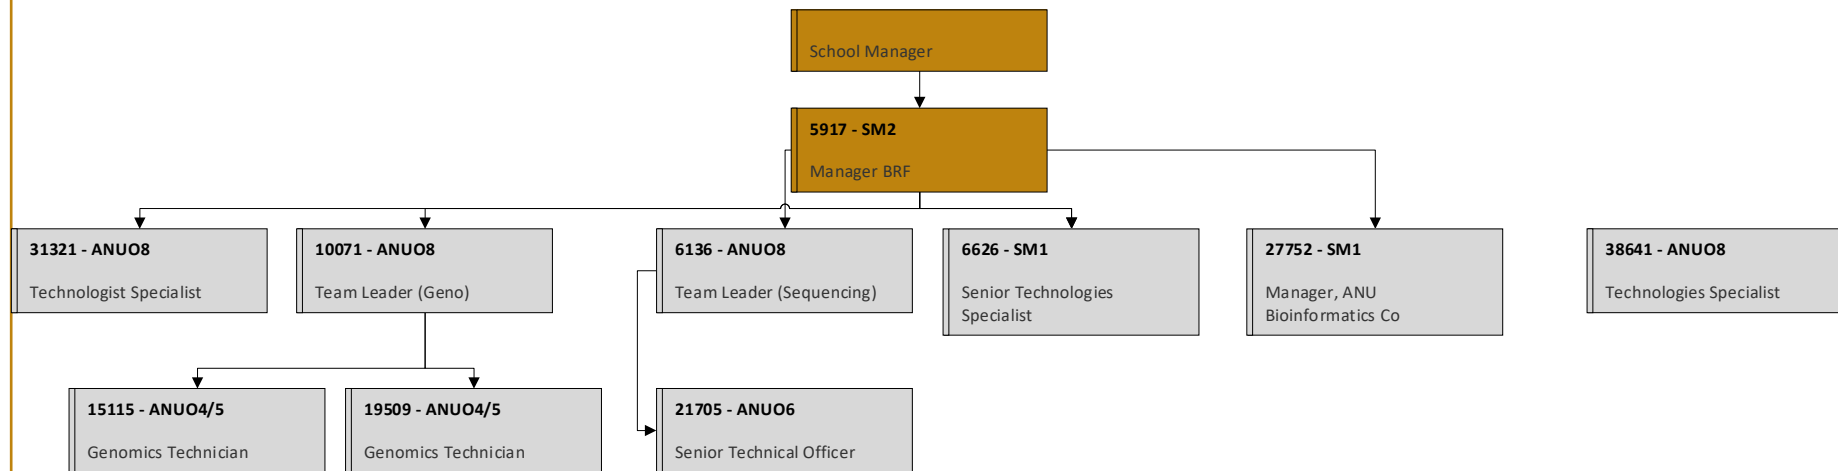 School Manager
5917 - SM2
Manager BRF
31321 - ANUO8
Technologist Specialist
10071 - ANUO8
Team Leader (Geno)
6136 - ANUO8
Team Leader (Sequencing)
6626 - SM1
Senior Technologies
Specialist
27752 - SM1
Manager, ANU
Bioinformatics Co
38641 - ANUO8
Technologies Specialist
15115 - ANUO4/5
Genomics Technician
19509 - ANUO4/5
Genomics Technician
21705 - ANUO6
Senior Technical Officer